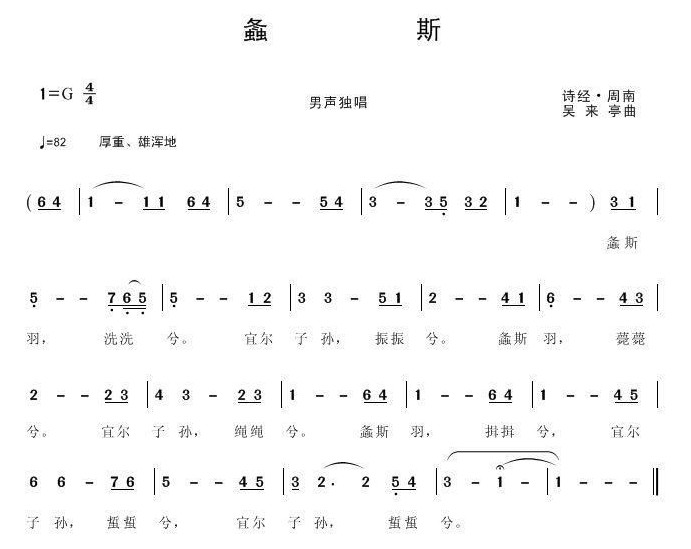 螽 斯
1=G 4/4
男声独唱
诗经·周南
吴 来 亭曲
♩=82 厚重、雄浑地
( 6 4 | 1 - 1 1 6 4 | 5 - - 5 4 | 3 - 3 5 3 2 | 1 - - ) 3 1 |
螽 斯
5 - - 7 6 5 | 5 - - 1 2 | 3 3 - 5 1 | 2 - - 4 1 | 6 - - 4 3 |
羽， 洗洗 兮。 宜尔 子 孙， 振振 兮。 螽斯 羽， 薨薨
2 - - 2 3 | 4 3 - 2 3 | 1 - - 6 4 | 1 - - 6 4 | 1 - - 4 5 |
兮。 宜尔 子 孙， 绳绳 兮。 螽斯 羽， 揖揖 兮， 宜尔
6 6 - 7 6 | 5 - - 4 5 | 3 2 · 2 5 4 | 3 - 1 - | 1 - - - ‖
子 孙， 蜇蜇 兮， 宜尔 子 孙， 蜇蜇 兮。